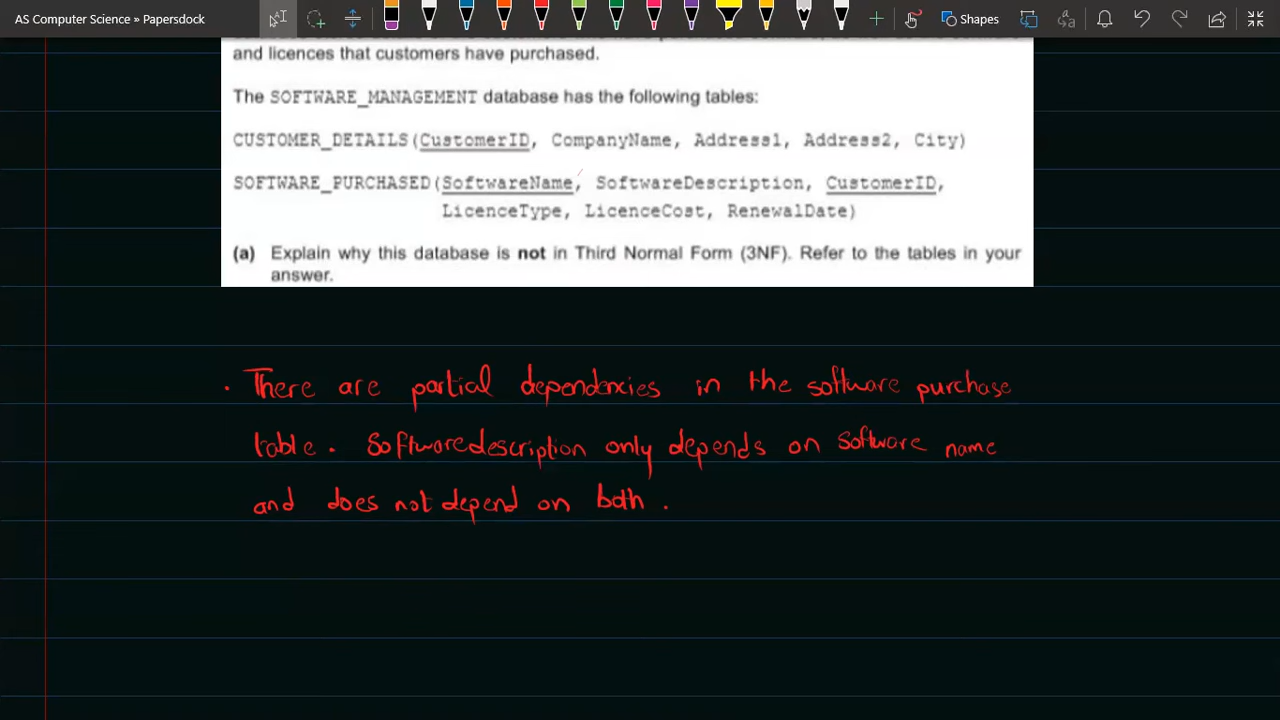 AS Computer Science » Papersdock
Shapes
and licences that customers have purchased.
The SOFTWARE_MANAGEMENT database has the following tables:
CUSTOMER_DETAILS(CustomerID, CompanyName, Address1, Address2, City)
SOFTWARE_PURCHASED(SoftwareName, SoftwareDescription, CustomerID,
LicenceType, LicenceCost, RenewalDate)
(a) Explain why this database is not in Third Normal Form (3NF). Refer to the tables in your
answer.
. There are partial dependencies in the software purchase
table. Softwaredescription only depends on software name
and does not depend on both .